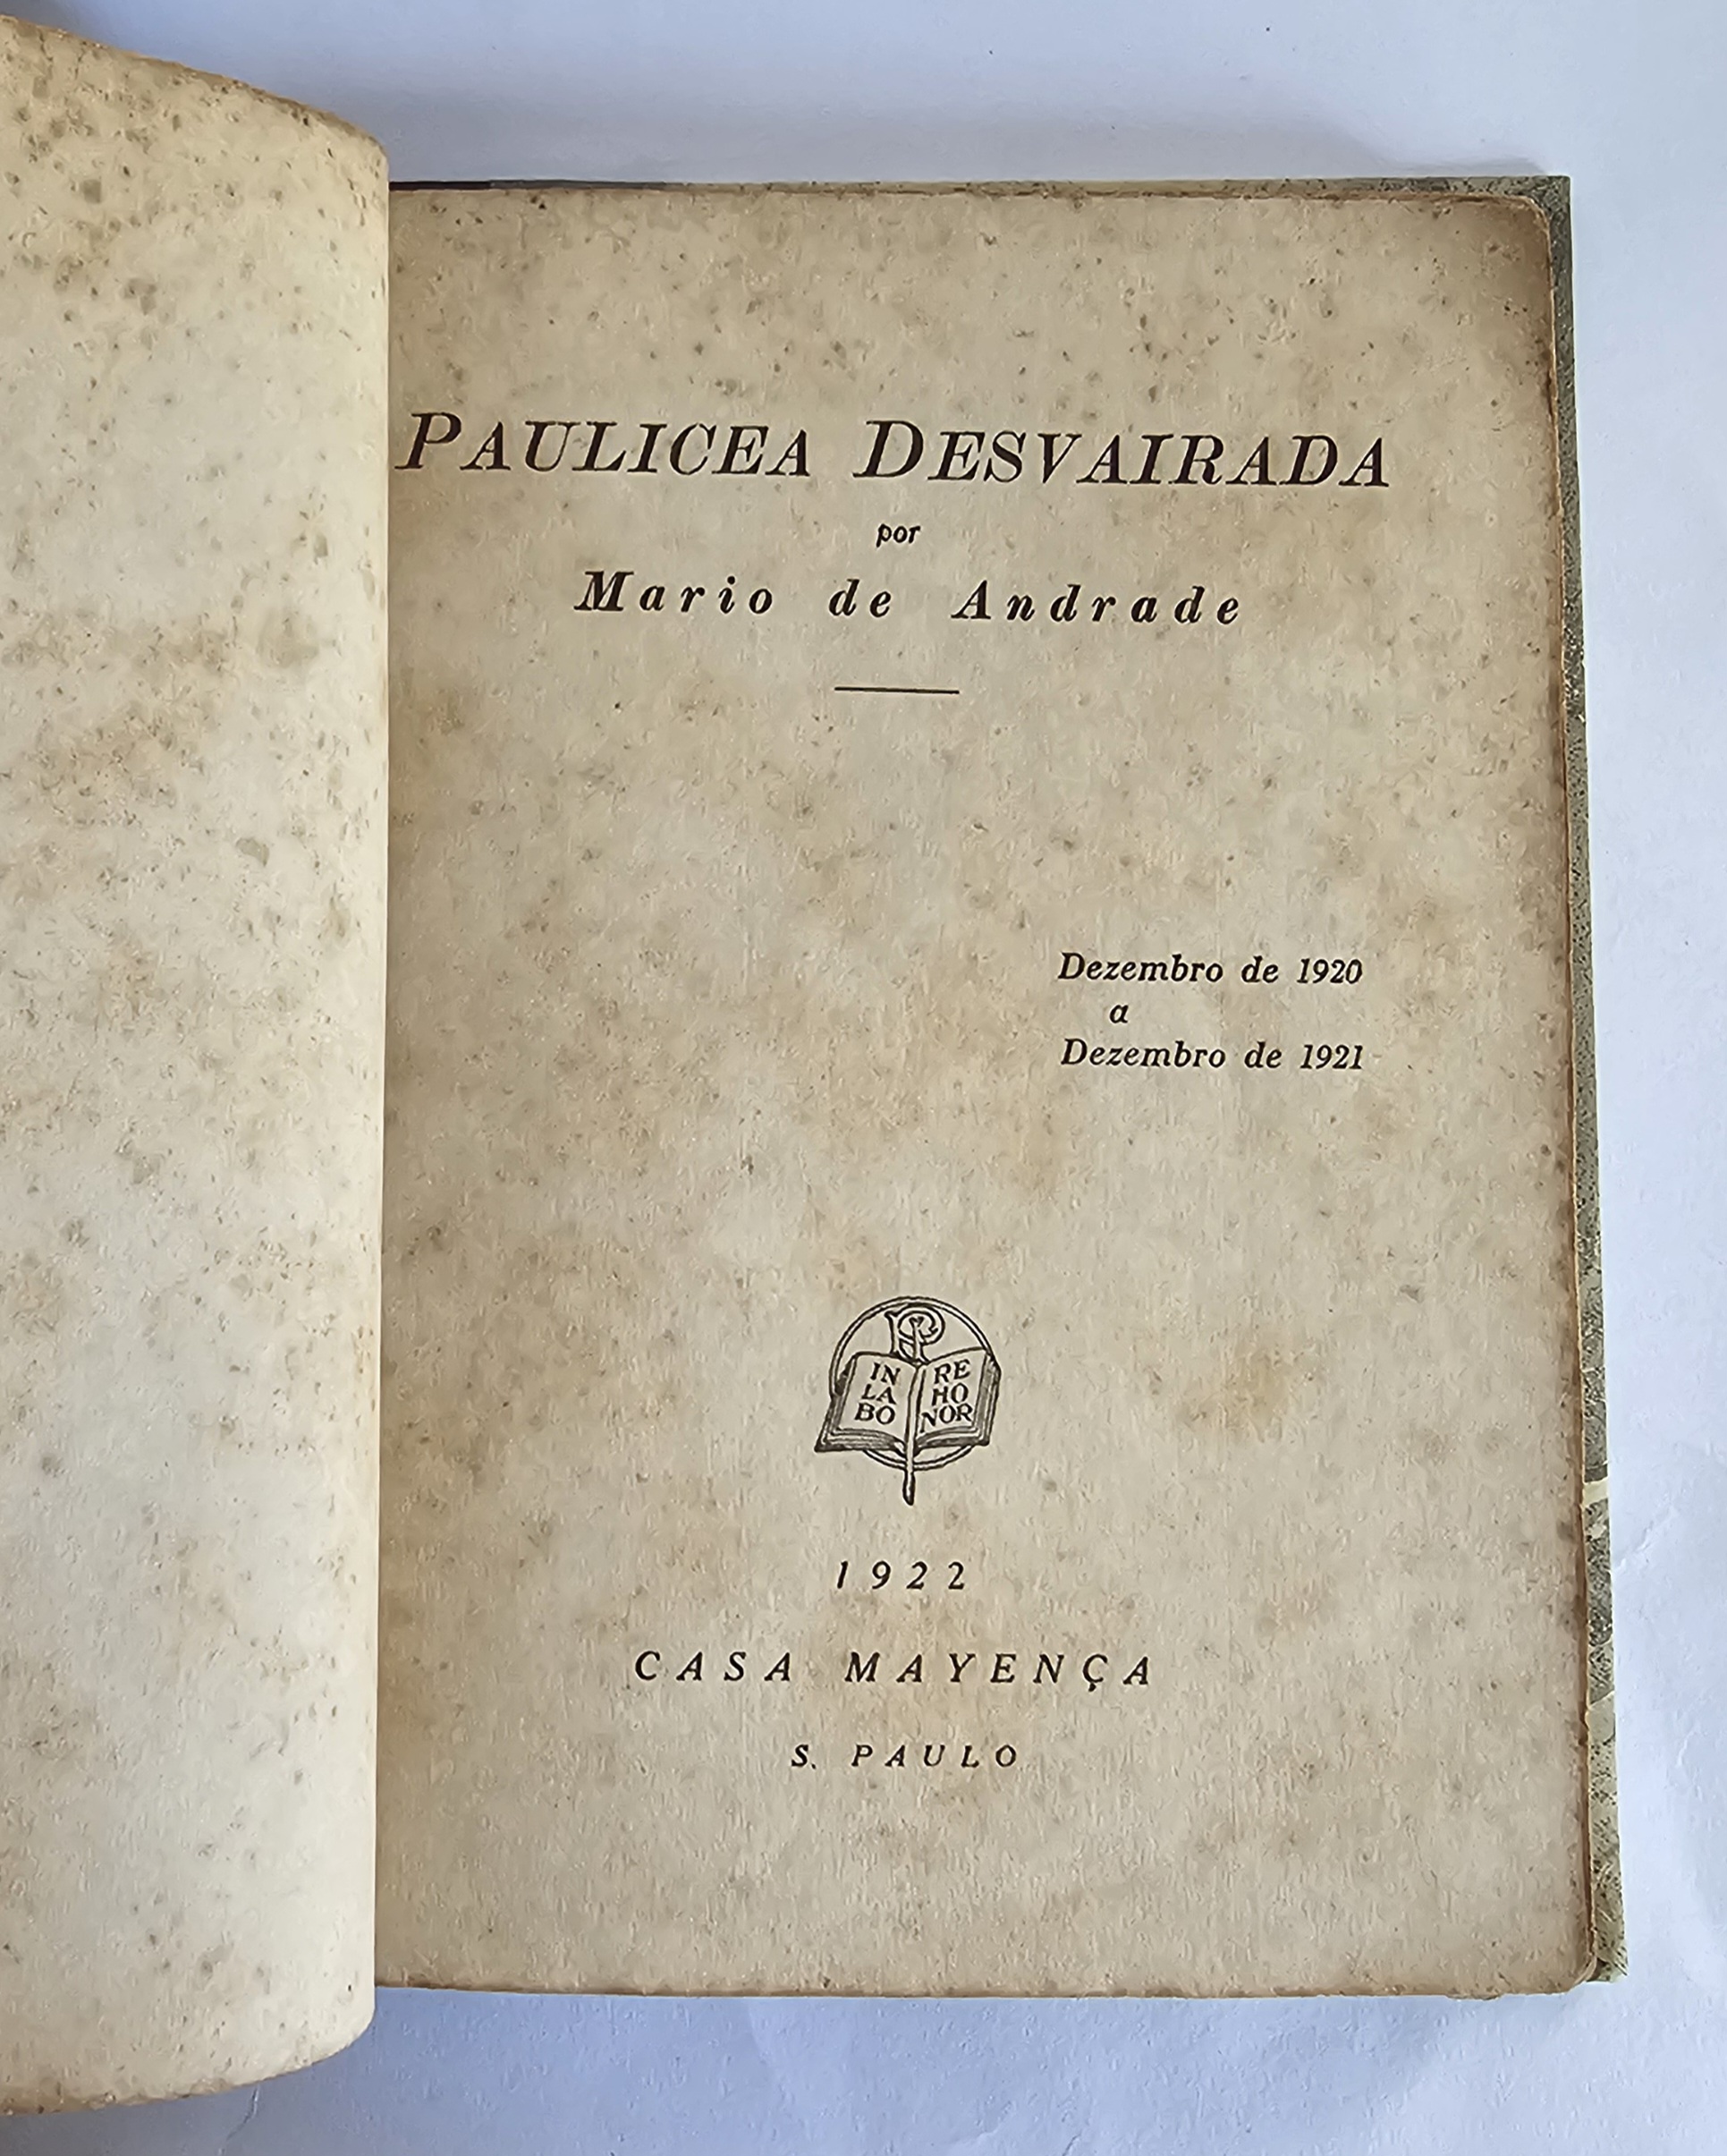 PAULICEA DESVAIRADA
por
Mario de Andrade
Dezembro de 1920
a
Dezembro de 1921
IN
LA
BO
RE
HO
NOR
1922
CASA MAYENÇA
S. PAULO